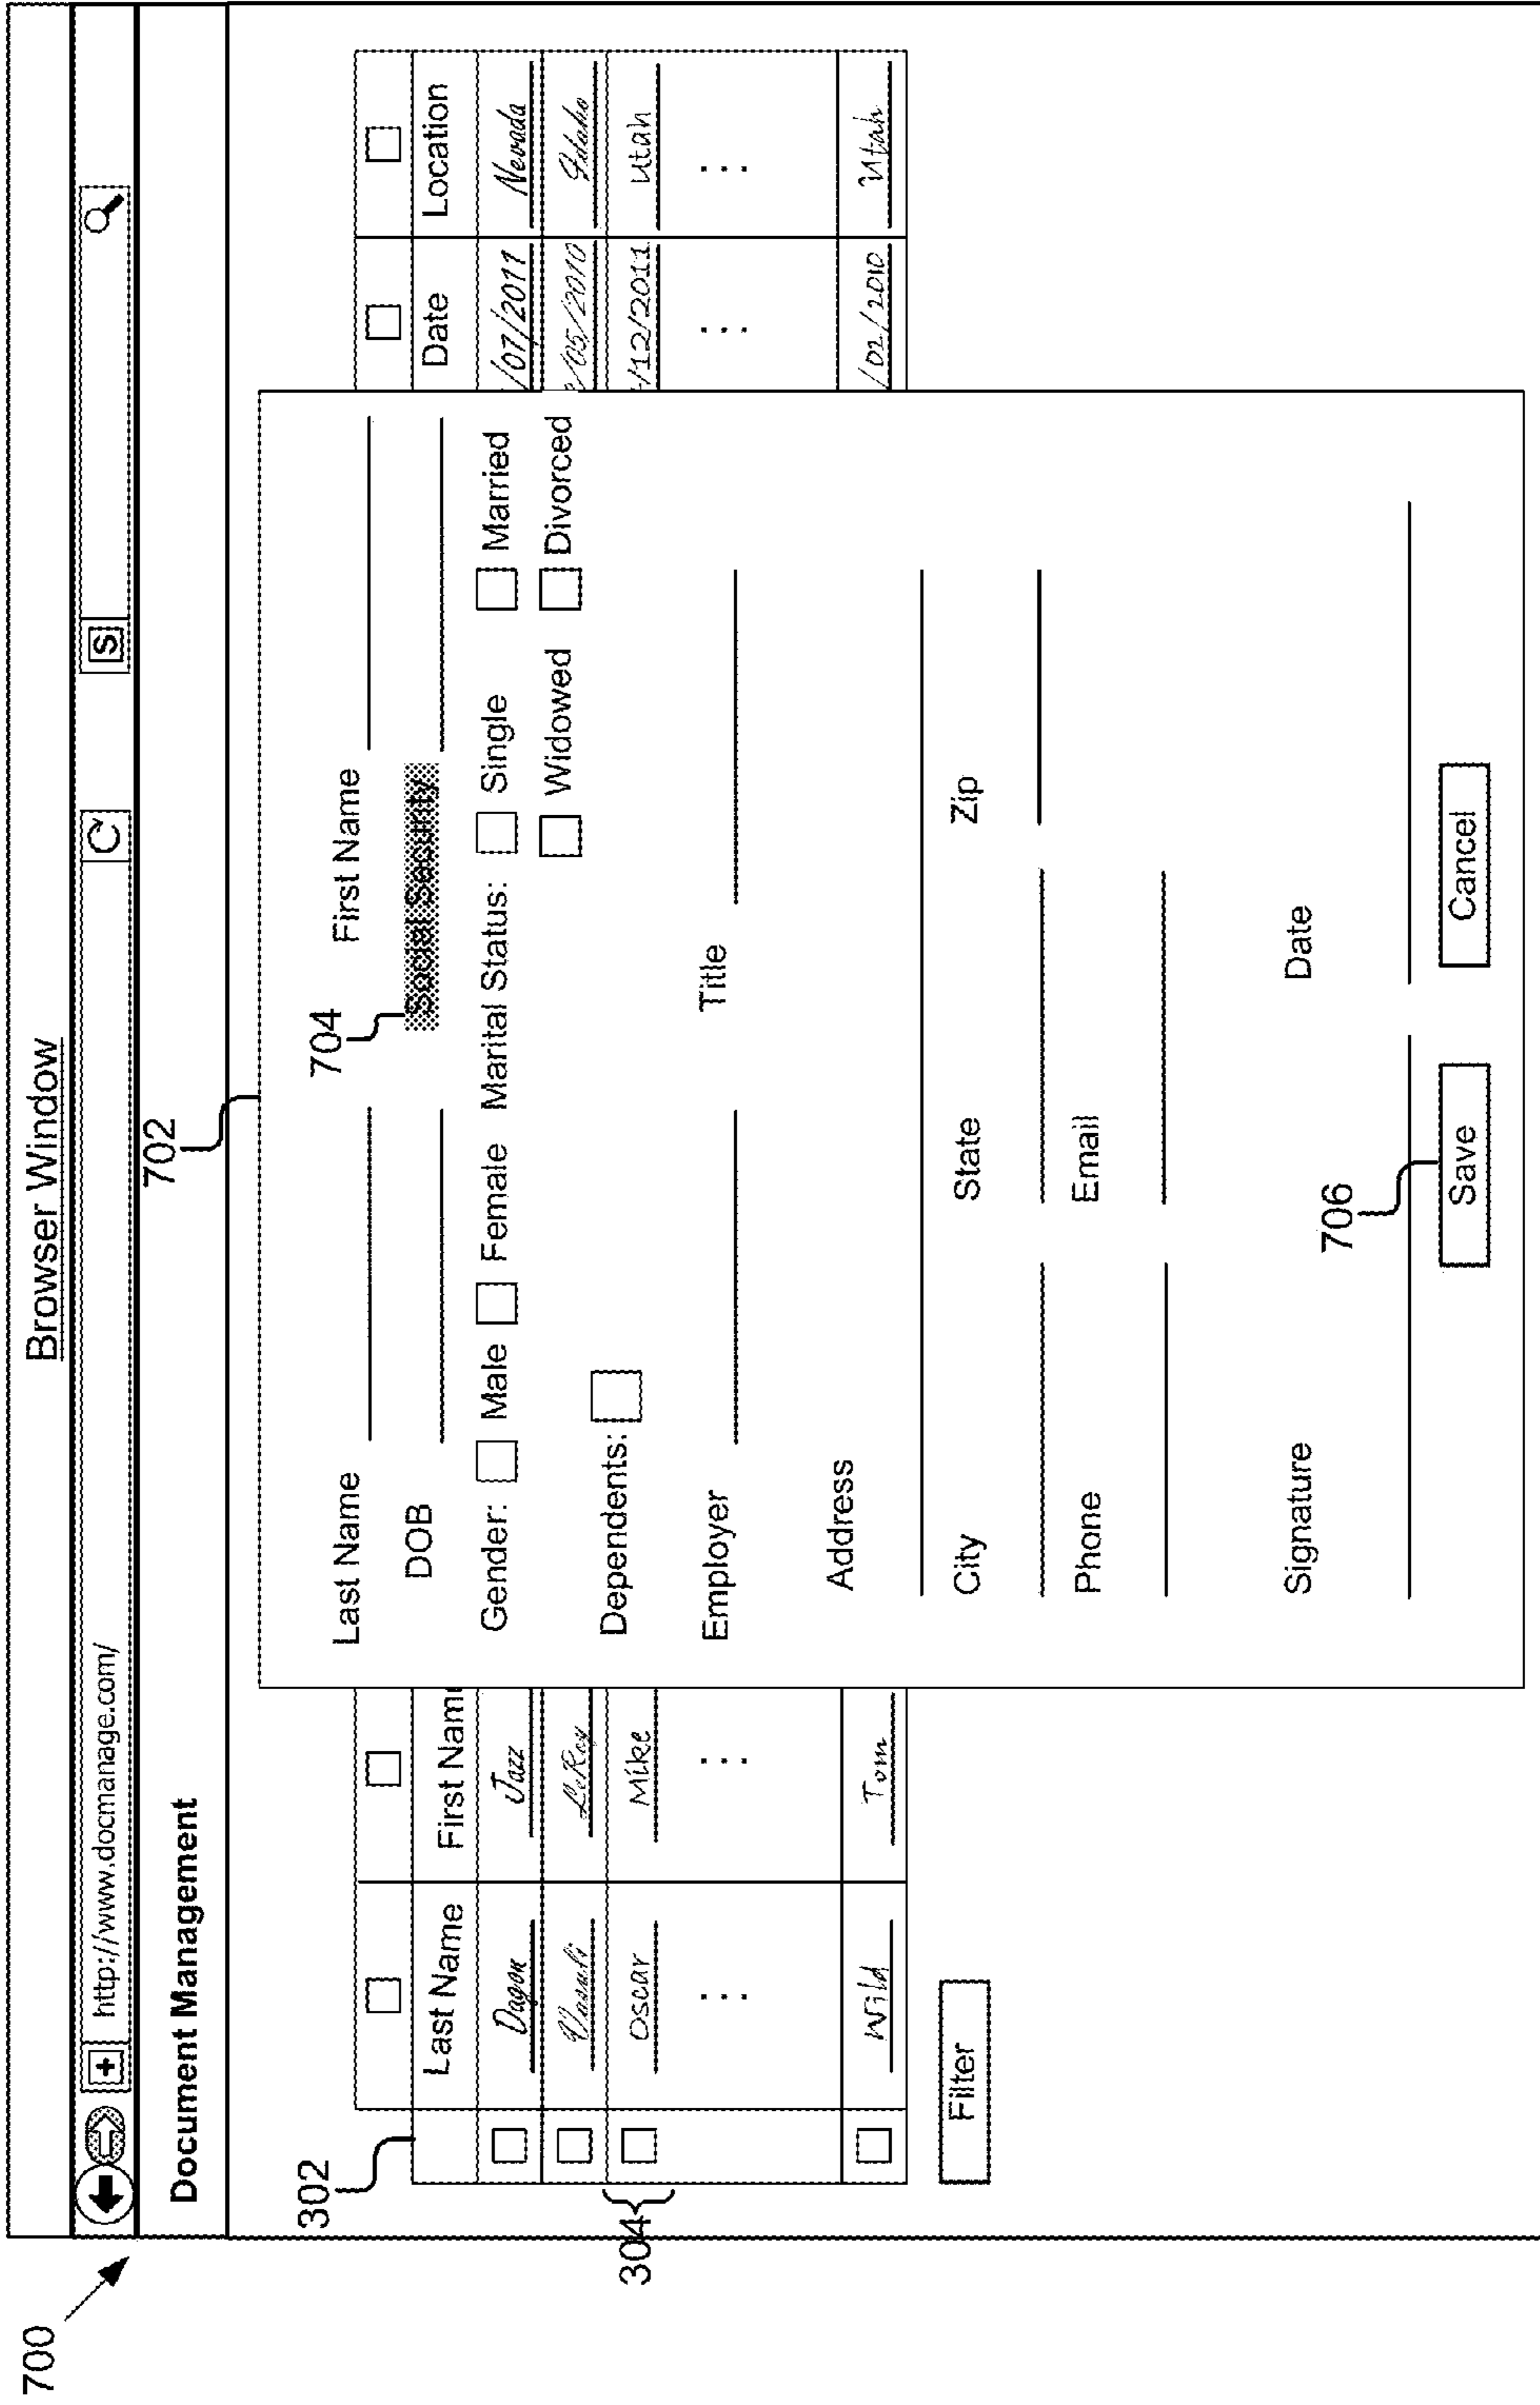 700
Browser Window
http://www.docmanage.com/
S
Document Management
702
302
304
Last Name First Nam Date Location
Dagon Jazz /07/2011 Nevada
Vasuli LeRoy /05/2010 Idaho
Oscar Mike /12/2011 Utah
... ... ... ...
Wild Tom /02/2010 Utah
Filter
Last Name First Name
704
DOB Social Security
Gender: Male Female Marital Status: Single Married
Widowed Divorced
Dependents:
Employer Title
Address
City State Zip
Phone Email
Signature Date
706
Save Cancel